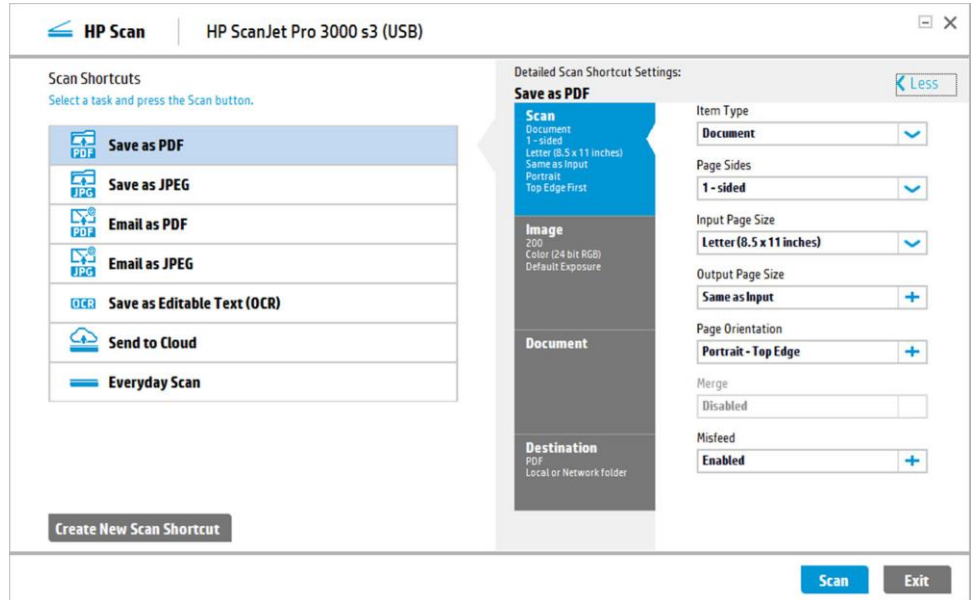 HP Scan
HP ScanJet Pro 3000 s3 (USB)
Scan Shortcuts
Select a task and press the Scan button.
PDF
Save as PDF
JPG
Save as JPEG
PDF
Email as PDF
JPG
Email as JPEG
OCR
Save as Editable Text (OCR)
Send to Cloud
Everyday Scan
Create New Scan Shortcut
Detailed Scan Shortcut Settings:
Save as PDF
Less
Scan
Document
1 - sided
Letter (8.5 x 11 inches)
Same as Input
Portrait
Top Edge First
Image
200
Color (24 bit RGB)
Default Exposure
Document
Destination
PDF
Local or Network folder
Item Type
Document
Page Sides
1 - sided
Input Page Size
Letter (8.5 x 11 inches)
Output Page Size
Same as Input
Page Orientation
Portrait - Top Edge
Merge
Disabled
Misfeed
Enabled
Scan
Exit